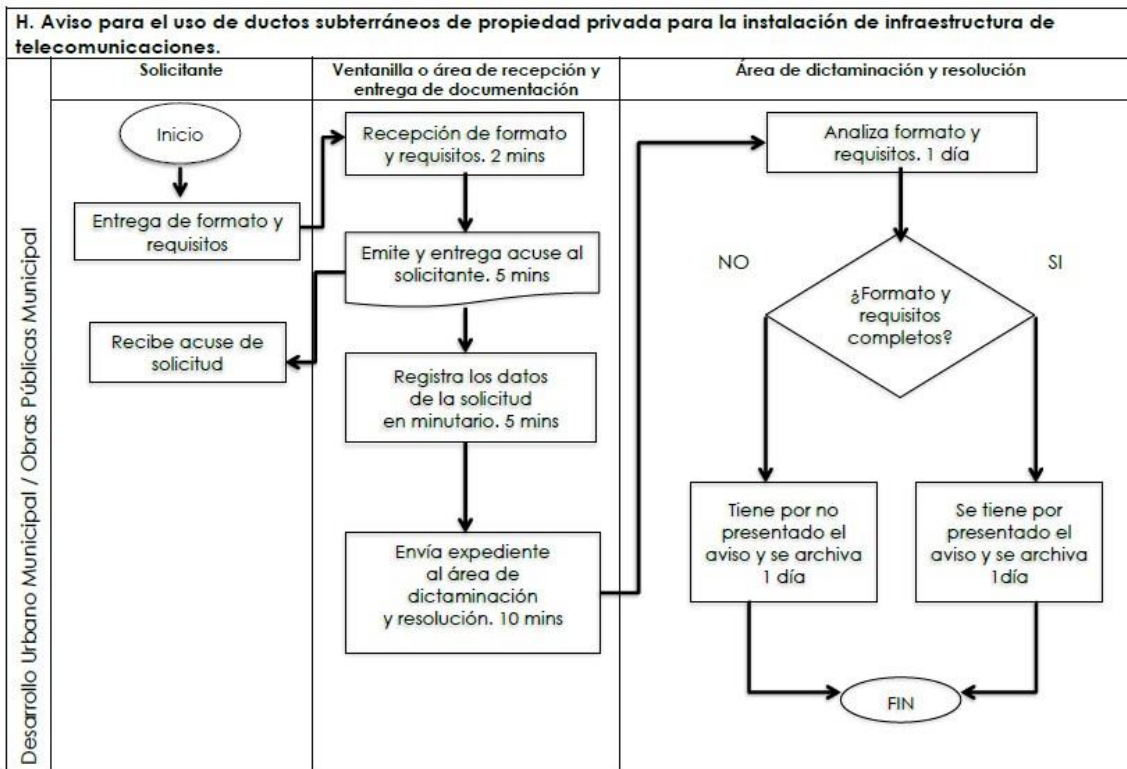 H. Aviso para el uso de ductos subterráneos de propiedad privada para la instalación de infraestructura de
telecomunicaciones.
Desarrollo Urbano Municipal / Obras Públicas Municipal
Solicitante
Ventanilla o área de recepción y
entrega de documentación
Área de dictaminación y resolución
Inicio
Entrega de formato y
requisitos
Recibe acuse de
solicitud
Recepción de formato
y requisitos. 2 mins
Emite y entrega acuse al
solicitante. 5 mins
Registra los datos
de la solicitud
en minutario. 5 mins
Envía expediente
al área de
dictaminación
y resolución. 10 mins
Analiza formato y
requisitos. 1 día
NO
SI
¿Formato y
requisitos
completos?
Tiene por no
presentado el
aviso y se archiva
1 día
Se tiene por
presentado el
aviso y se archiva
1día
FIN